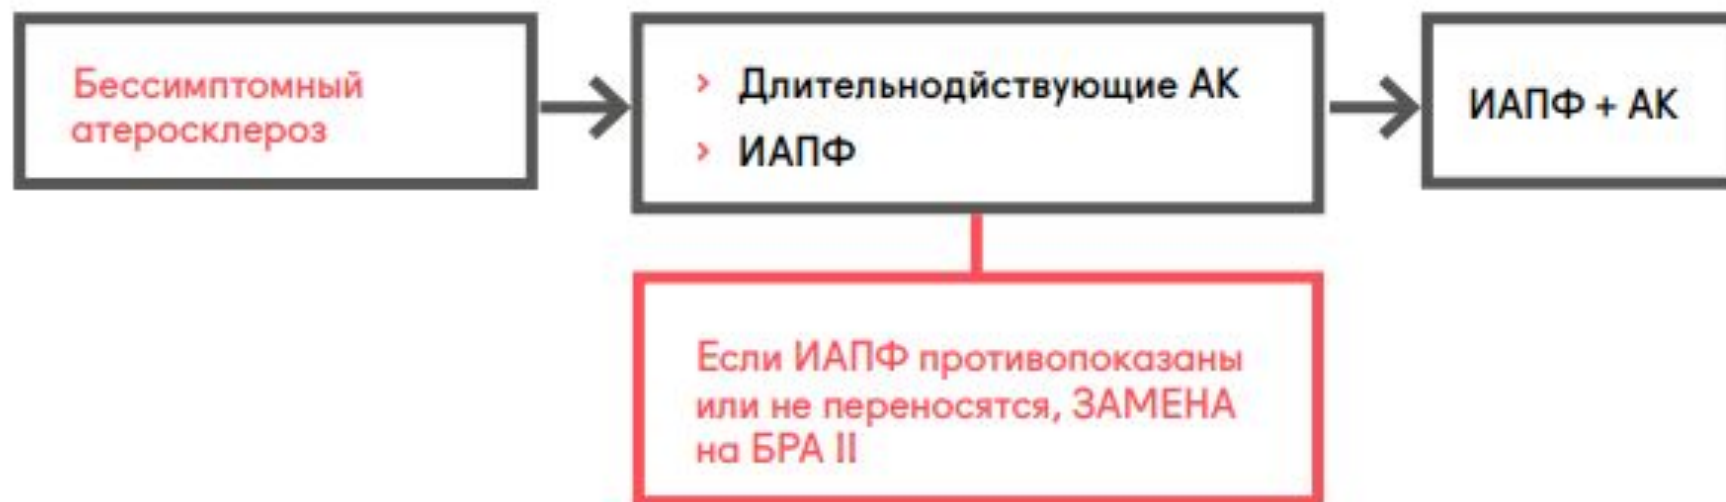 Бессимптомный
атеросклероз
› Длительнодйствующие АК
› ИАПФ
ИАПФ + АК
Если ИАПФ противопоказаны
или не переносятся, ЗАМЕНА
на БРА II